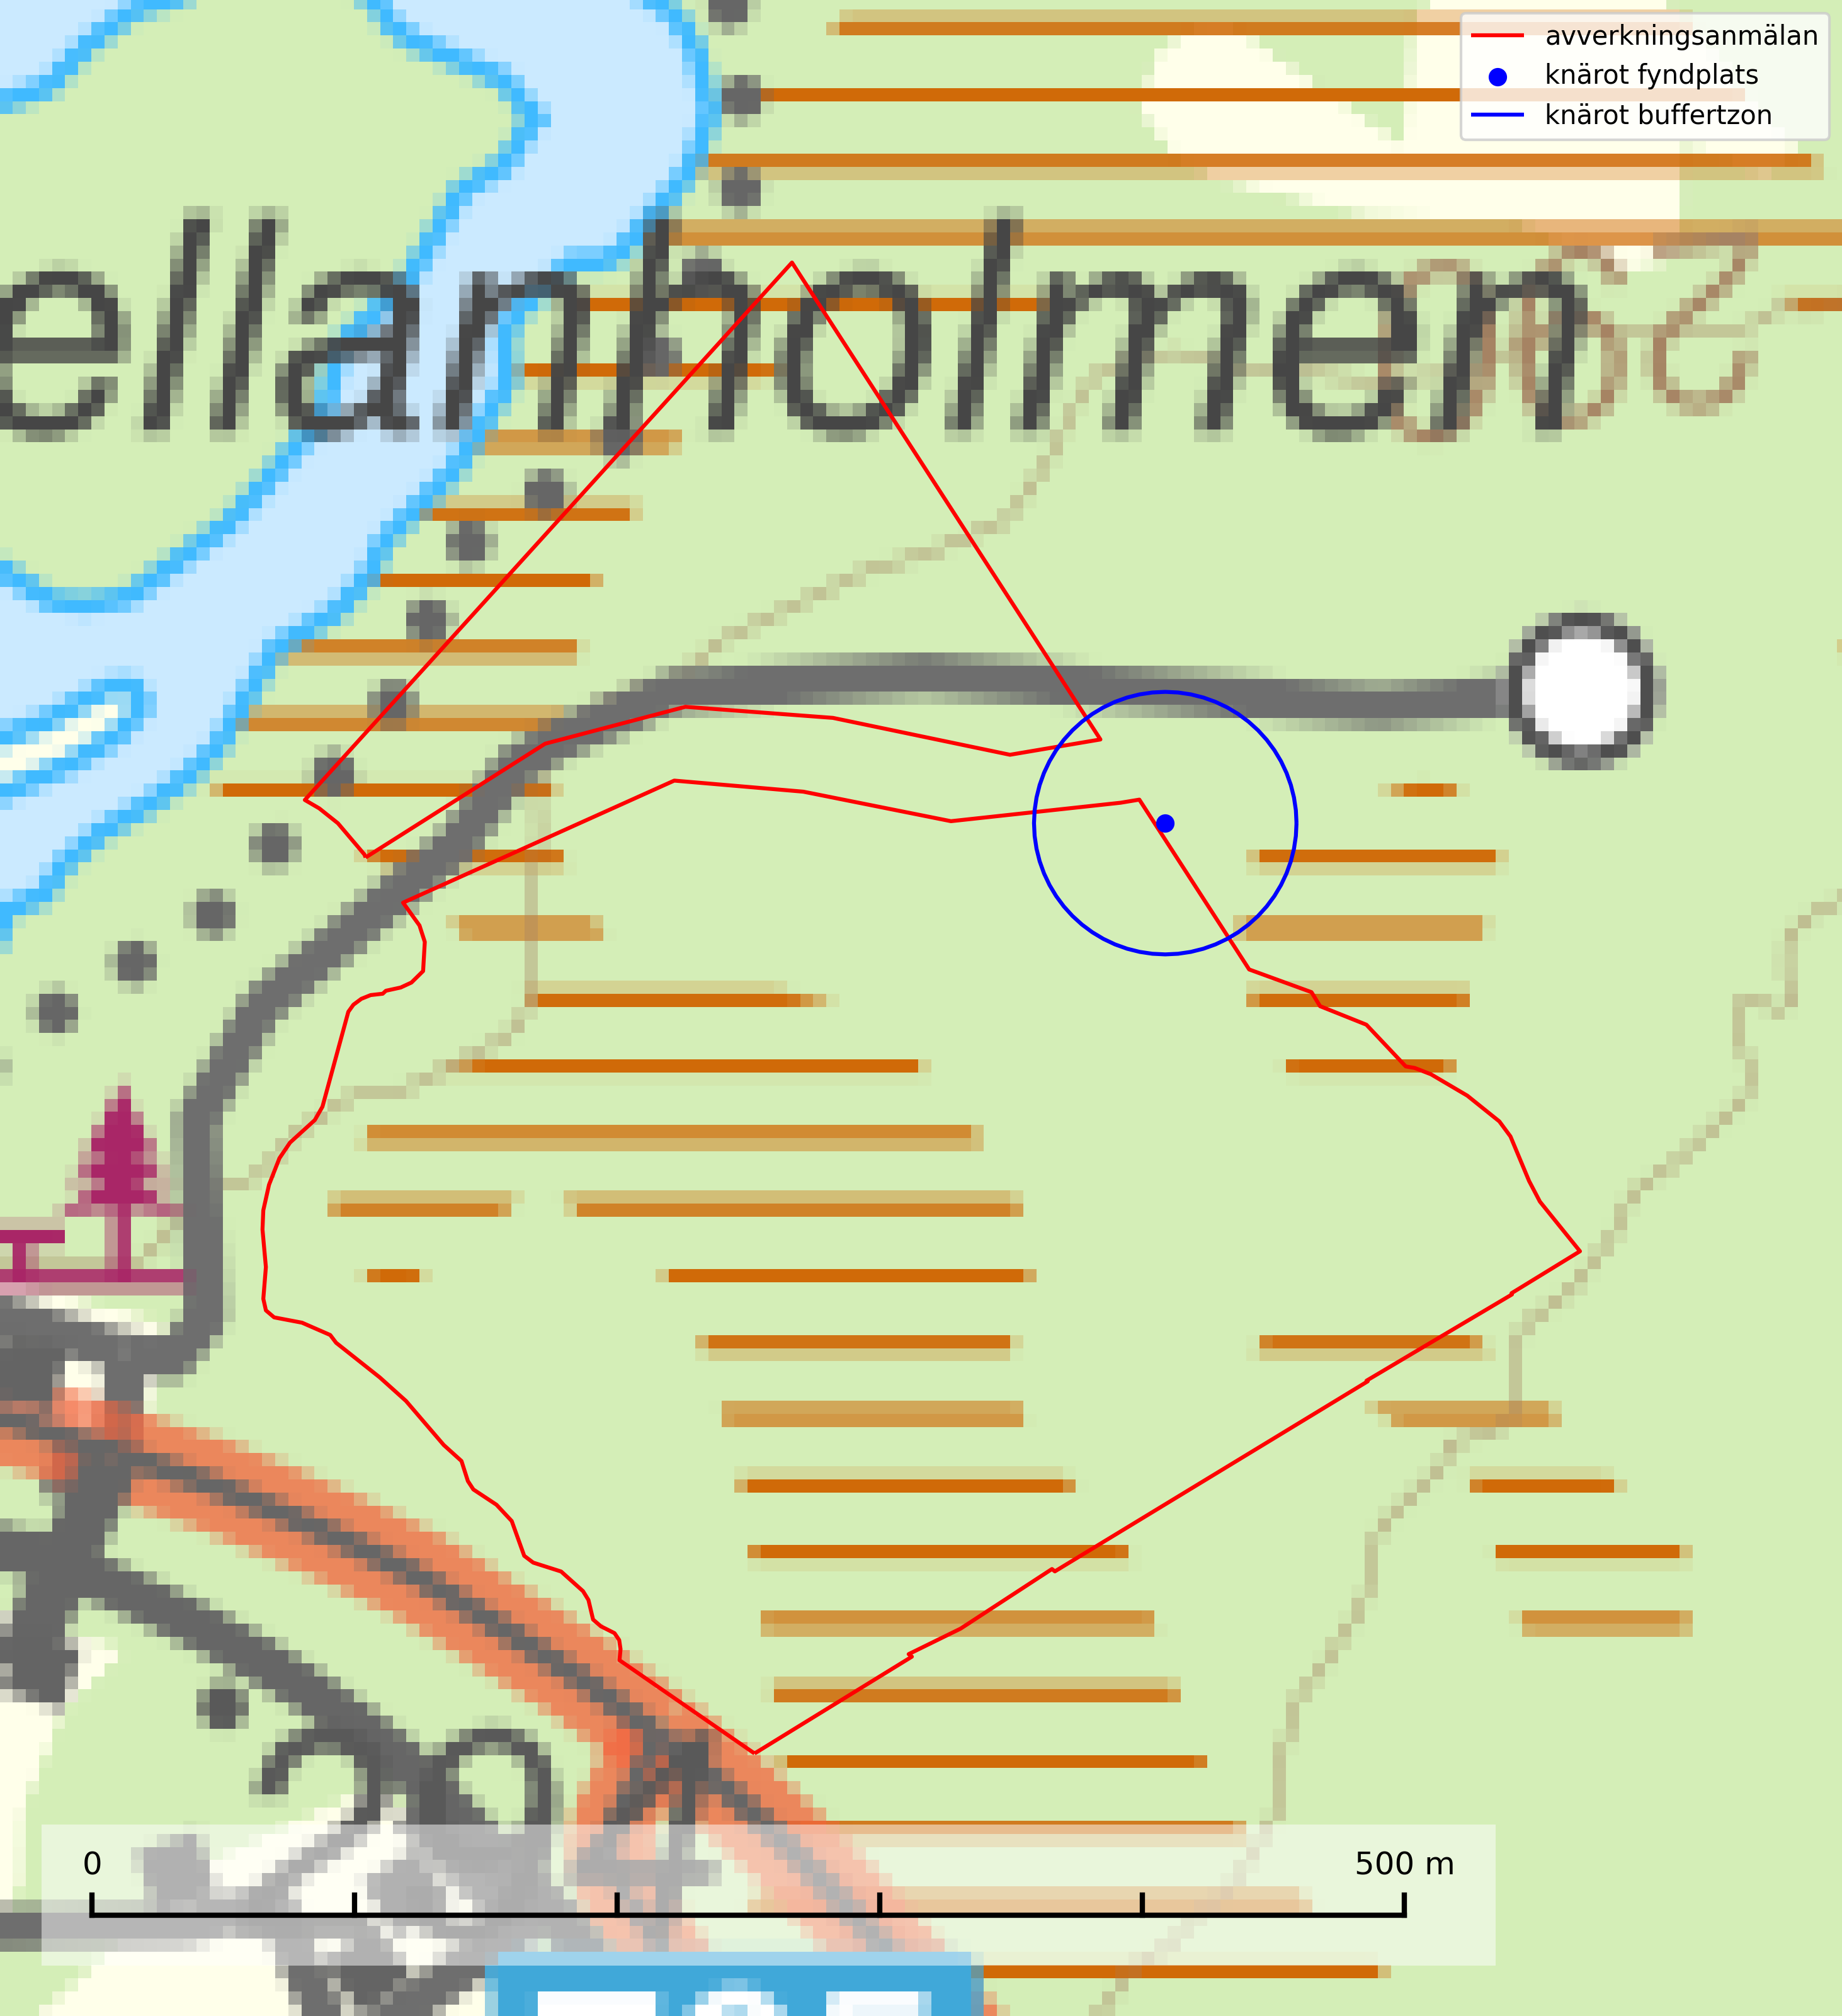 avverkningsanmälan
knärot fyndplats
knärot buffertzon
ellanholmen
0 500 m